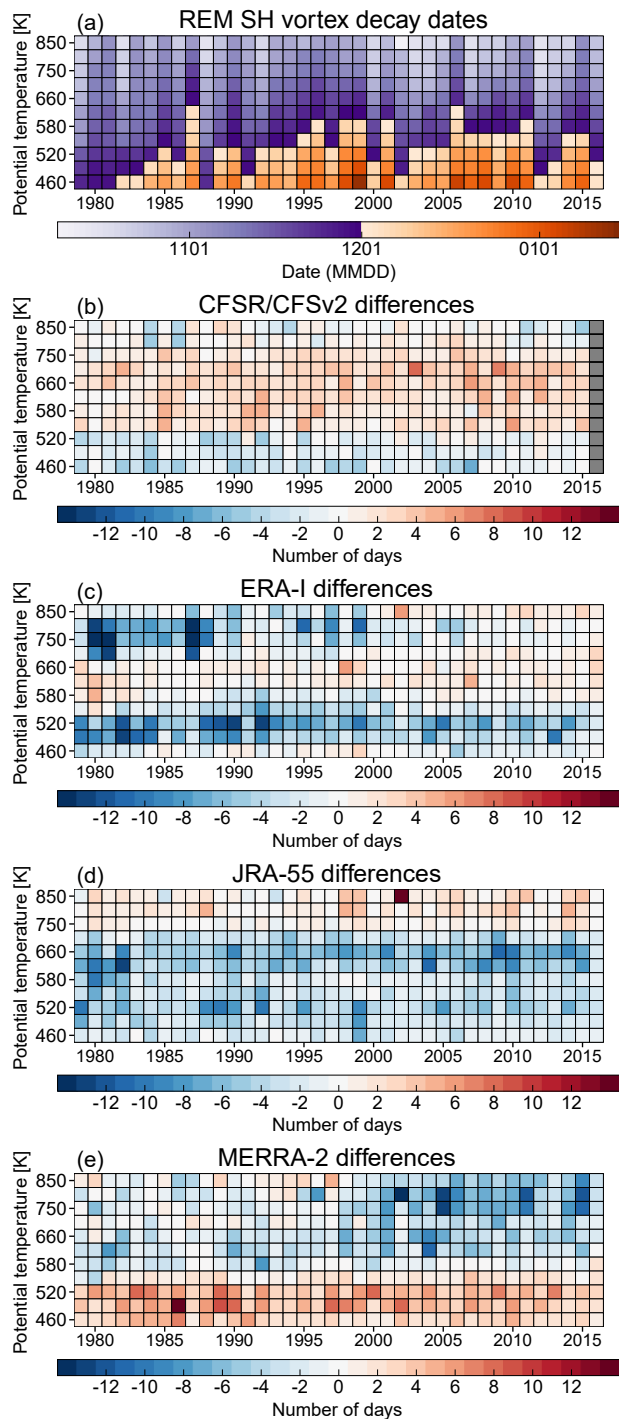 (a) REM SH vortex decay dates
Potential temperature [K]
850
750
660
580
520
460
1980 1985 1990 1995 2000 2005 2010 2015
1101 1201 0101
Date (MMDD)
(b) CFSR/CFSv2 differences
Potential temperature [K]
850
750
660
580
520
460
1980 1985 1990 1995 2000 2005 2010 2015
-12 -10 -8 -6 -4 -2 0 2 4 6 8 10 12
Number of days
(c) ERA-I differences
Potential temperature [K]
850
750
660
580
520
460
1980 1985 1990 1995 2000 2005 2010 2015
-12 -10 -8 -6 -4 -2 0 2 4 6 8 10 12
Number of days
(d) JRA-55 differences
Potential temperature [K]
850
750
660
580
520
460
1980 1985 1990 1995 2000 2005 2010 2015
-12 -10 -8 -6 -4 -2 0 2 4 6 8 10 12
Number of days
(e) MERRA-2 differences
Potential temperature [K]
850
750
660
580
520
460
1980 1985 1990 1995 2000 2005 2010 2015
-12 -10 -8 -6 -4 -2 0 2 4 6 8 10 12
Number of days